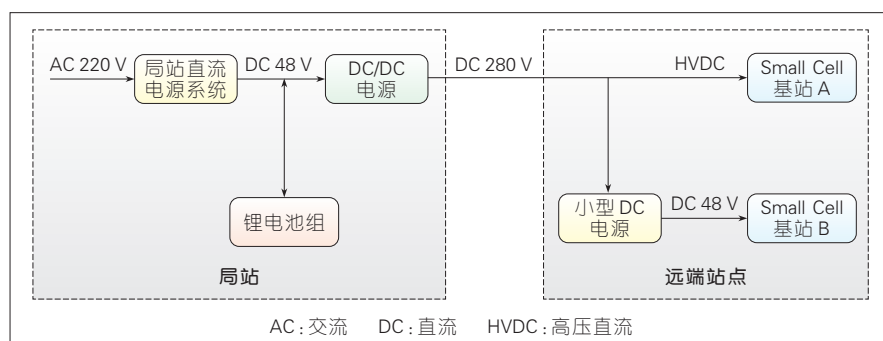 AC 220 V
局站直流
电源系统
DC 48 V
DC/DC
电源
DC 280 V
HVDC
Small Cell
基站 A
锂电池组
小型 DC
电源
DC 48 V
Small Cell
基站 B
局站
远端站点
AC：交流 DC：直流 HVDC：高压直流